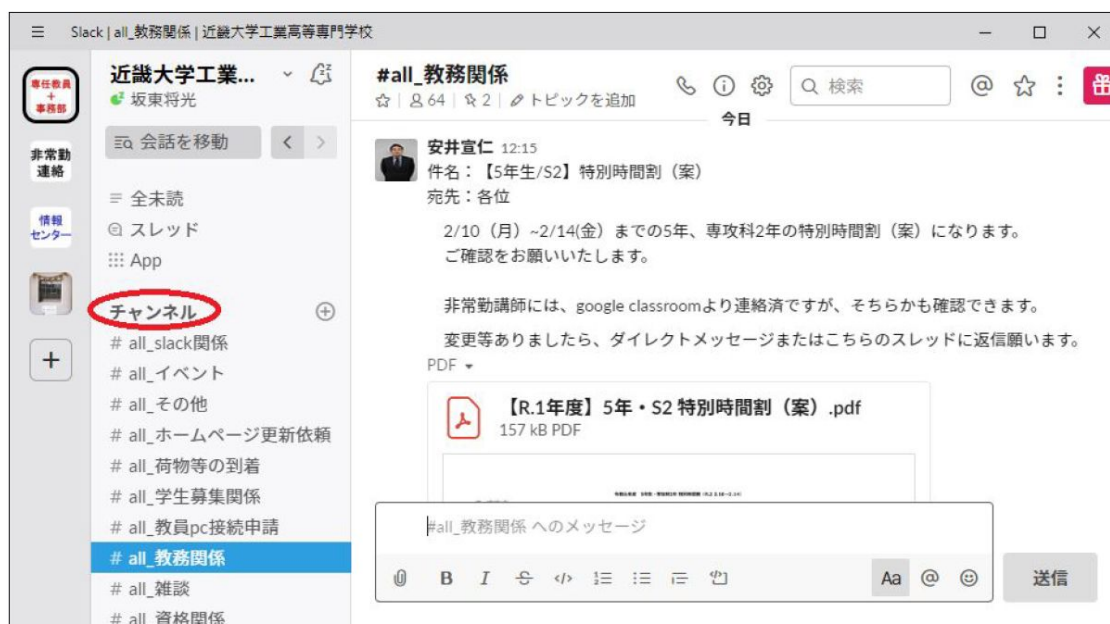 Slack | all_教務関係 | 近畿大学工業高等専門学校
専任教員
+
事務部
非常勤
連絡
情報
センター
近畿大学工業...
坂東将光
会話を移動
全未読
スレッド
App
チャンネル
# all_slack関係
# all_イベント
# all_その他
# all_ホームページ更新依頼
# all_荷物等の到着
# all_学生募集関係
# all_教員pc接続申請
# all_教務関係
# all_雑談
# all_資格関係
#all_教務関係
64 | 2 | トピックを追加
検索
今日
安井宣仁 12:15
件名:【5年生/S2】特別時間割(案)
宛先:各位
2/10(月)~2/14(金)までの5年、専攻科2年の特別時間割(案)になります。
ご確認をお願いいたします。
非常勤講師には、google classroomより連絡済ですが、そちらかも確認できます。
変更等ありましたら、ダイレクトメッセージまたはこちらのスレッドに返信願います。
PDF
【R.1年度】5年・S2 特別時間割(案).pdf
157 kB PDF
#all_教務関係 へのメッセージ
B I S Aa @
送信